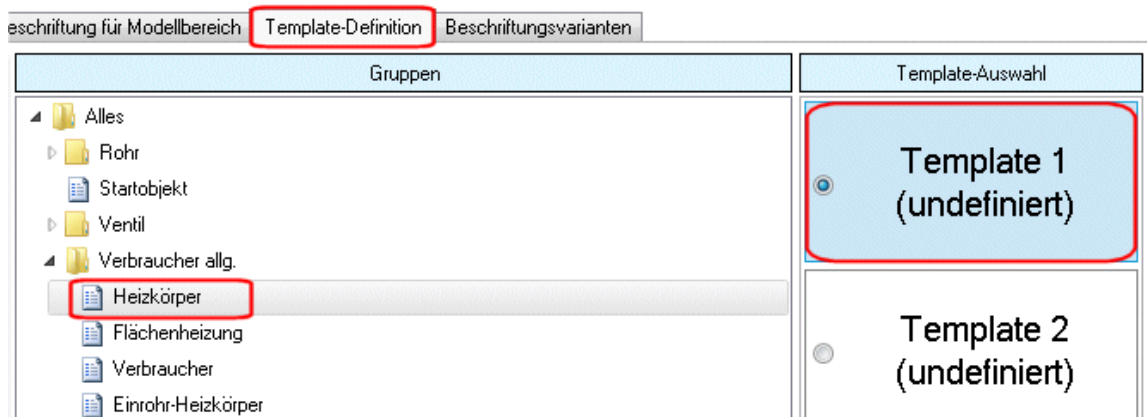 eschriftung für Modellbereich Template-Definition Beschriftungsvarianten
Gruppen Template-Auswahl
Alles
Rohr
Startobjekt
Ventil
Verbraucher allg.
Heizkörper
Flächenheizung
Verbraucher
Einrohr-Heizkörper
Template 1
(undefiniert)
Template 2
(undefiniert)